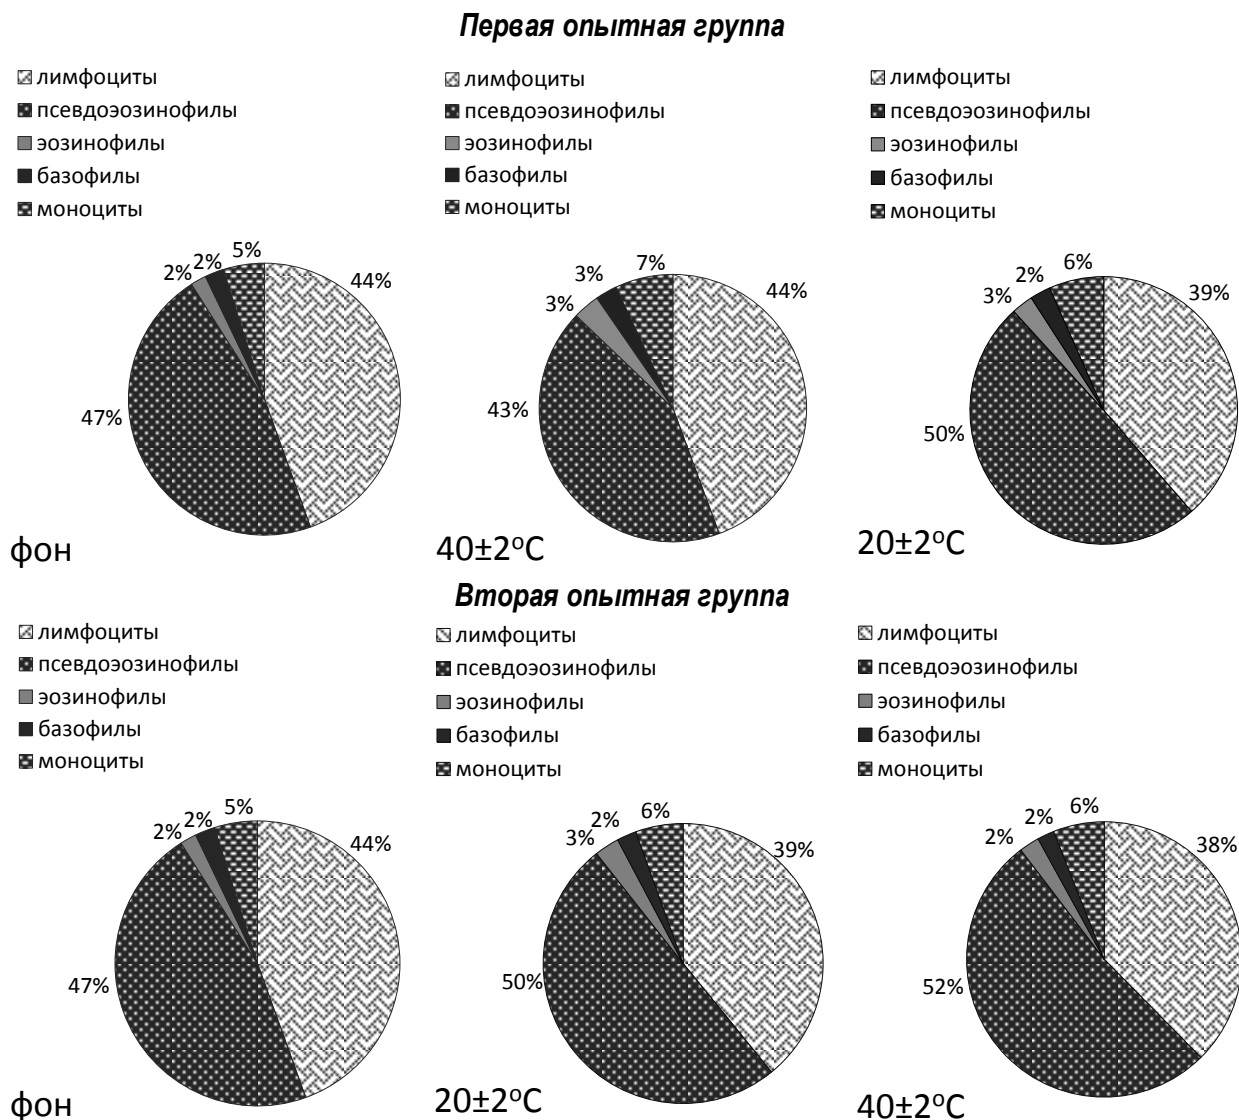 Первая опытная группа
лимфоциты
псевдоэозинофилы
эозинофилы
базофилы
моноциты
2%
2%
5%
44%
47%
фон
лимфоциты
псевдоэозинофилы
эозинофилы
базофилы
моноциты
3%
3%
7%
44%
43%
40±2°C
лимфоциты
псевдоэозинофилы
эозинофилы
базофилы
моноциты
3%
2%
6%
39%
50%
20±2°C
Вторая опытная группа
лимфоциты
псевдоэозинофилы
эозинофилы
базофилы
моноциты
2%
2%
5%
44%
47%
фон
лимфоциты
псевдоэозинофилы
эозинофилы
базофилы
моноциты
3%
2%
6%
39%
50%
20±2°C
лимфоциты
псевдоэозинофилы
эозинофилы
базофилы
моноциты
2%
2%
6%
38%
52%
40±2°C